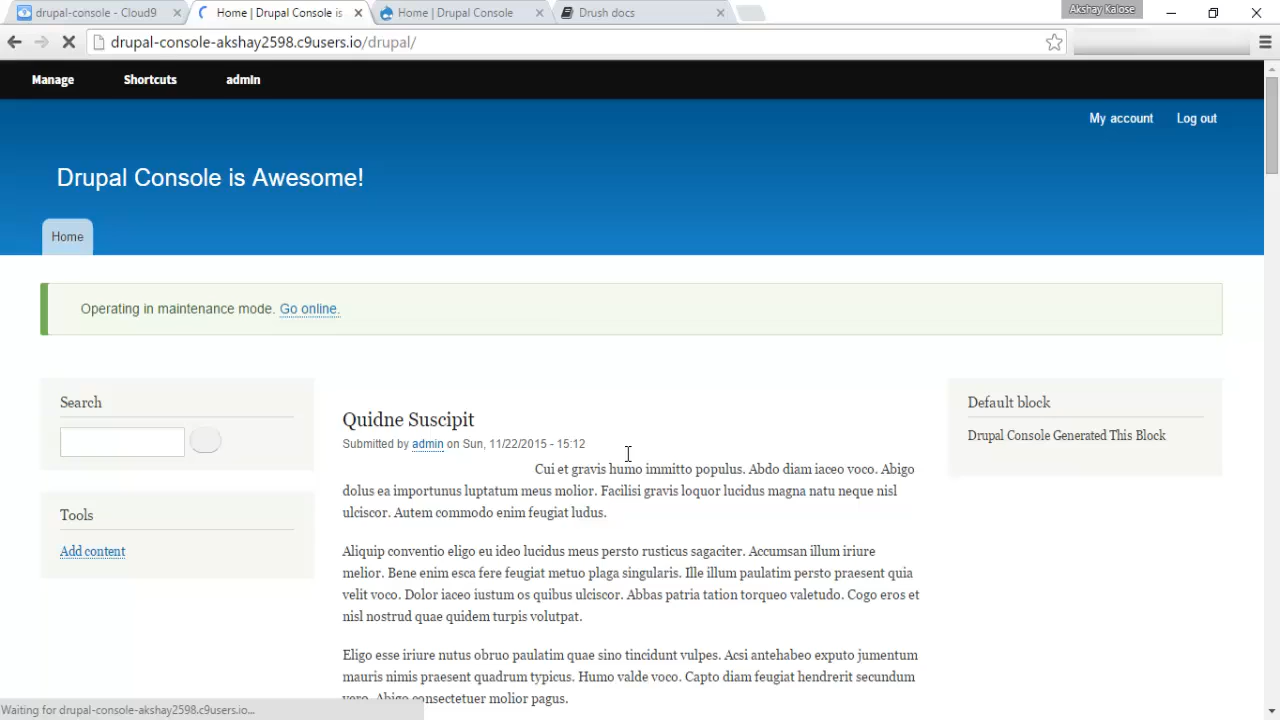 drupal-console - Cloud9
Home | Drupal Console is
Home | Drupal Console
Drush docs
Akshay Kalose
drupal-console-akshay2598.c9users.io/drupal/
Manage Shortcuts admin
My account Log out
Drupal Console is Awesome!
Home
Operating in maintenance mode. Go online.
Search
Tools
Add content
Quidne Suscipit
Submitted by admin on Sun, 11/22/2015 - 15:12
Cui et gravis humo immitto populus. Abdo diam iaceo voco. Abigo
dolus ea importunus luptatum meus molior. Facilisi gravis loquor lucidus magna natu neque nisl
ulciscor. Autem commodo enim feugiat ludus.
Aliquip conventio eligo eu ideo lucidus meus persto rusticus sagaciter. Accumsan illum iriure
melior. Bene enim esca fere feugiat metuo plaga singularis. Ille illum paulatim persto praesent quia
velit voco. Dolor iaceo iustum os quibus ulciscor. Abbas patria tation torqueo valetudo. Cogo eros et
nisl nostrud quae quidem turpis volutpat.
Eligo esse iriure nutus obruo paulatim quae sino tincidunt vulpes. Acsi antehabeo exputo jumentum
mauris nimis praesent quadrum typicus. Humo valde voco. Capto diam feugiat hendrerit secundum
vero. Abigo consectetuer molior pagus.
Default block
Drupal Console Generated This Block
Waiting for drupal-console-akshay2598.c9users.io...